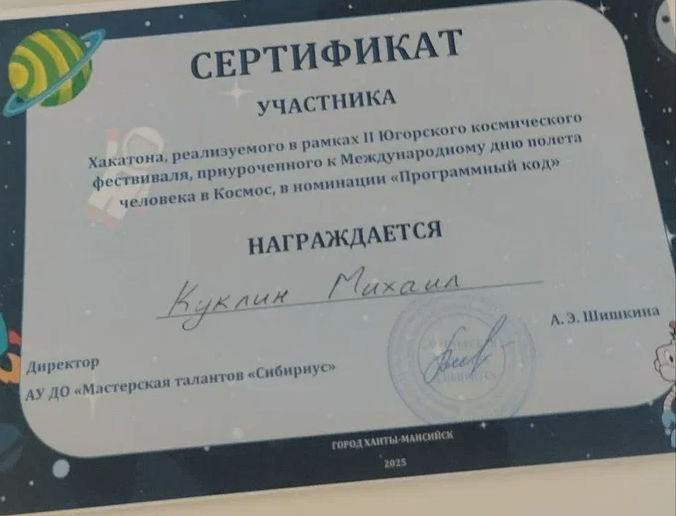 СЕРТИФИКАТ
УЧАСТНИКА
Хакатона, реализуемого в рамках II Югорского космического
фествиваля, приуроченного к Международному дню полета
человека в Космос, в номинации «Программный код»
НАГРАЖДАЕТСЯ
Куклин Михаил
А. Э. Шишкина
Директор
АУ ДО «Мастерская талантов «Сибириус»
ГОРОД ХАНТЫ-МАНСИЙСК
2025